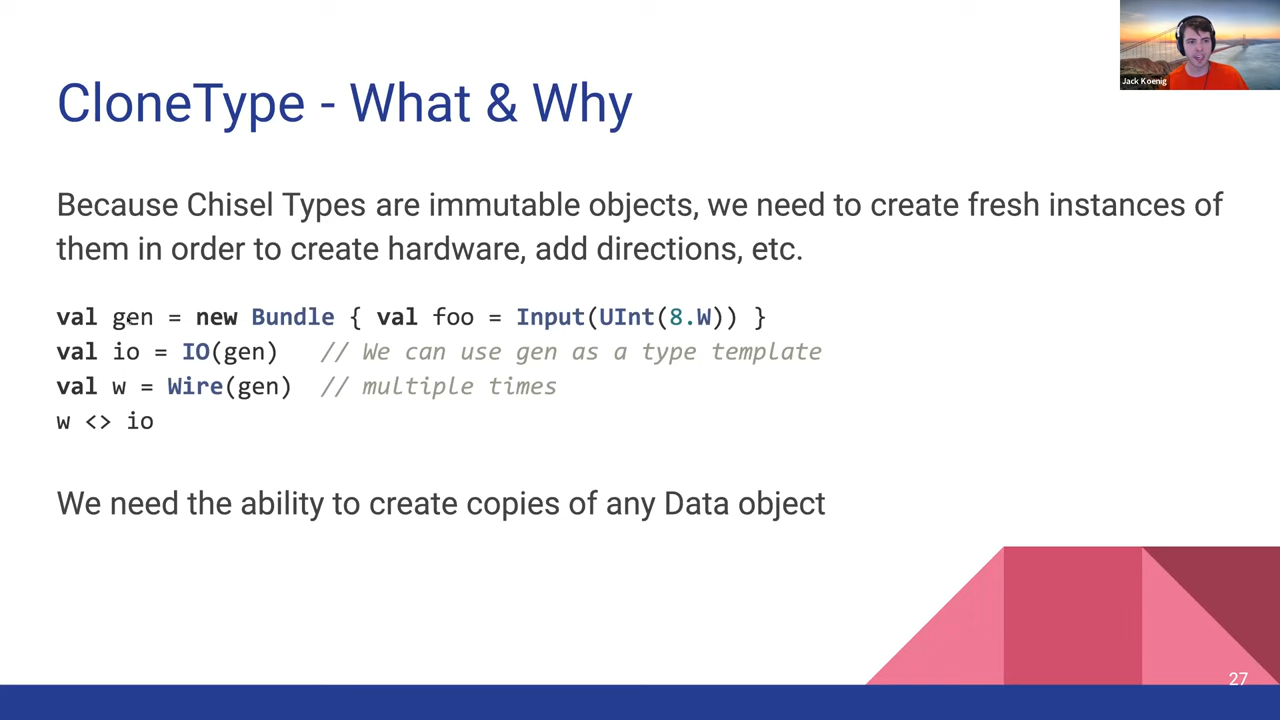 Jack Koenig
CloneType - What & Why
Because Chisel Types are immutable objects, we need to create fresh instances of
them in order to create hardware, add directions, etc.
val gen = new Bundle { val foo = Input(UInt(8.W)) }
val io = IO(gen)   // We can use gen as a type template
val w = Wire(gen)  // multiple times
w <> io
We need the ability to create copies of any Data object
27